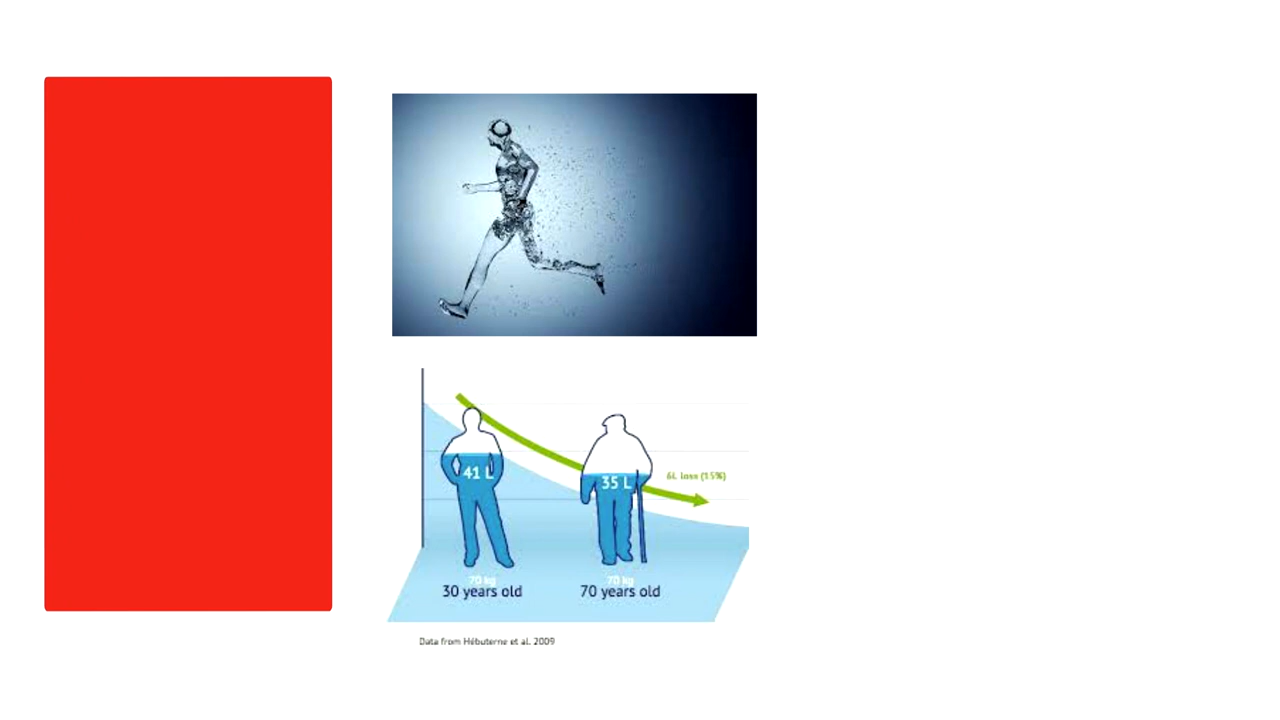 41 L
35 L
6L loss (15%)
70 kg
70 kg
30 years old
70 years old
Data from Hébuterne et al. 2009